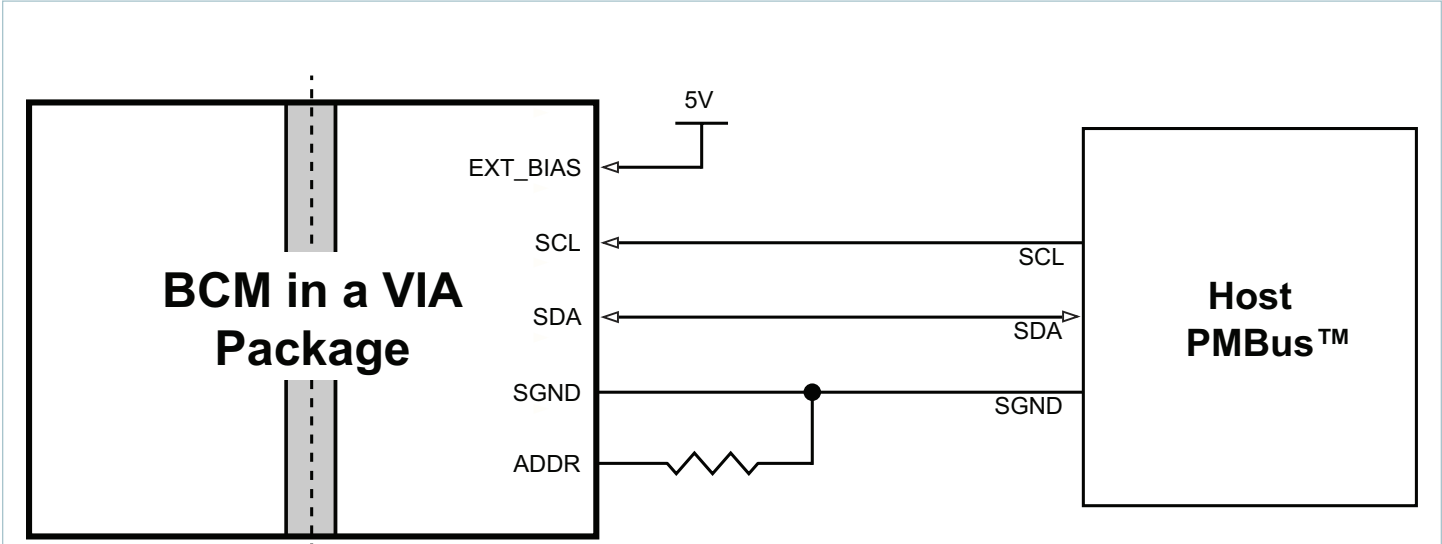 5V
EXT_BIAS
SCL
SCL
BCM in a VIA
Package
Host
PMBus™
SDA
SDA
SGND
SGND
ADDR